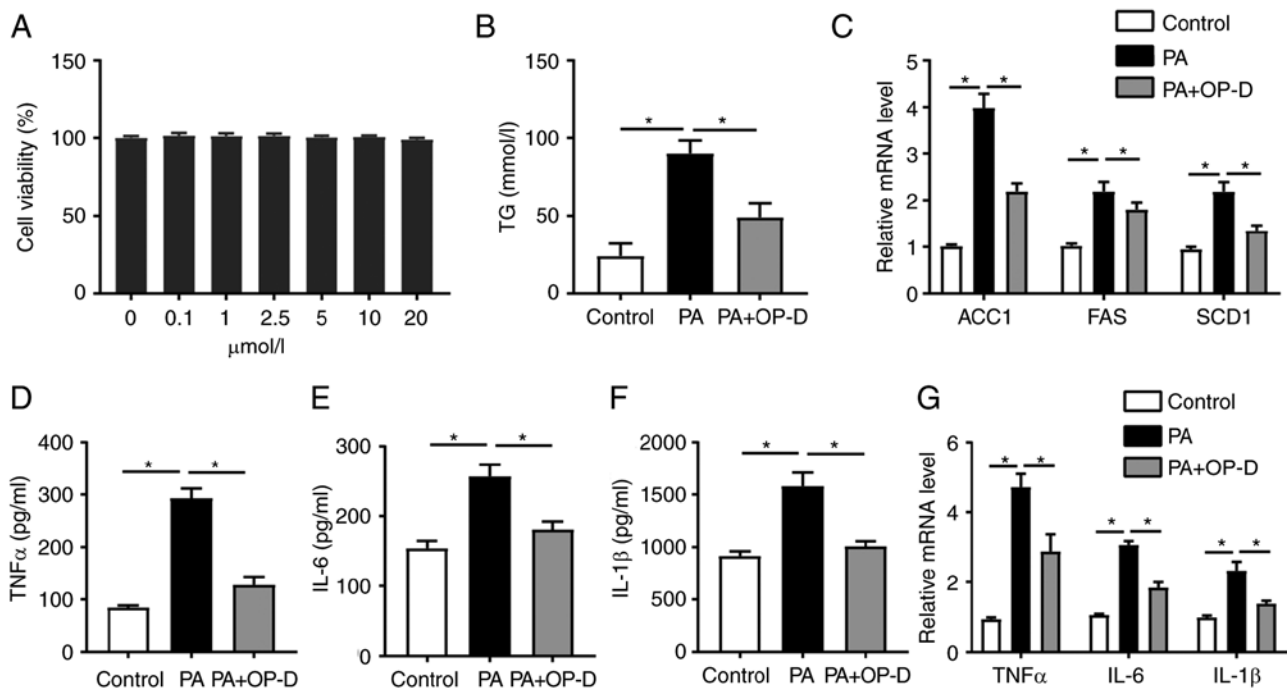 A
Cell viability (%)
150
100
50
0
0 0.1 1 2.5 5 10 20
μmol/l
B
TG (mmol/l)
150
100
50
0
* *
Control PA PA+OP-D
C
Control
PA
PA+OP-D
Relative mRNA level
5
4
3
2
1
0
* * * * * *
ACC1 FAS SCD1
D
TNFα (pg/ml)
400
300
200
100
0
* *
Control PA PA+OP-D
E
IL-6 (pg/ml)
300
200
100
0
* *
Control PA PA+OP-D
F
IL-1β (pg/ml)
2000
1500
1000
500
0
* *
Control PA PA+OP-D
G
Control
PA
PA+OP-D
Relative mRNA level
6
4
2
0
* * * * * *
TNFα IL-6 IL-1β